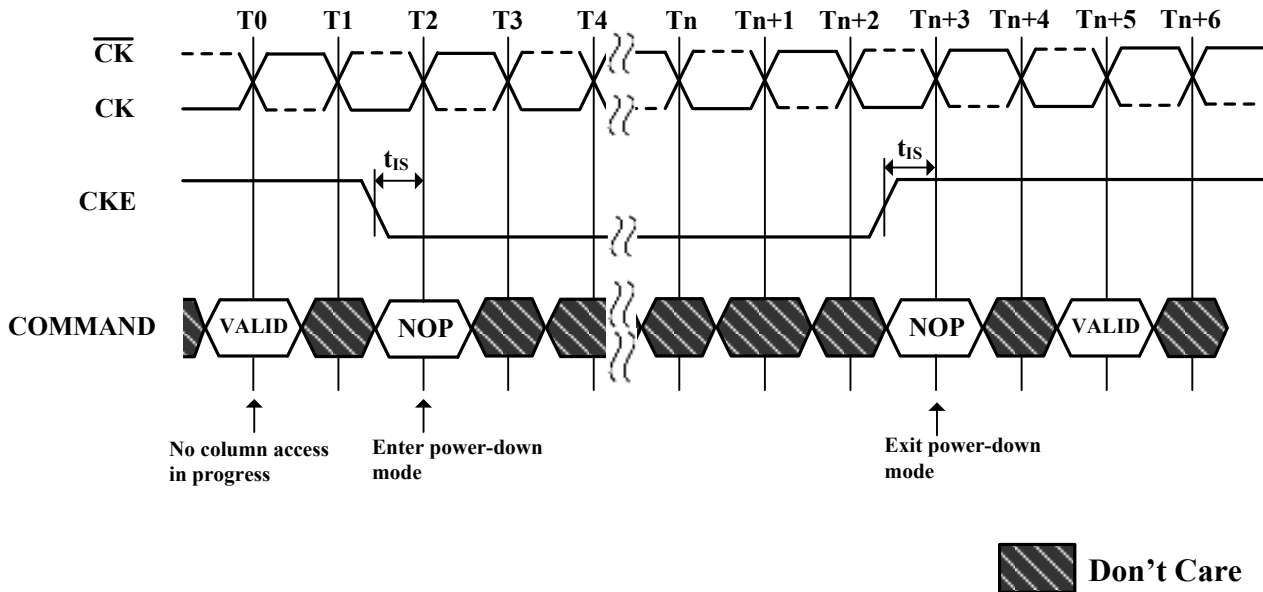 T0 T1 T2 T3 T4 Tn Tn+1 Tn+2 Tn+3 Tn+4 Tn+5 Tn+6
CK
CK
tIS tIS
CKE
COMMAND VALID NOP NOP VALID
No column access
in progress
Enter power-down
mode
Exit power-down
mode
Don't Care